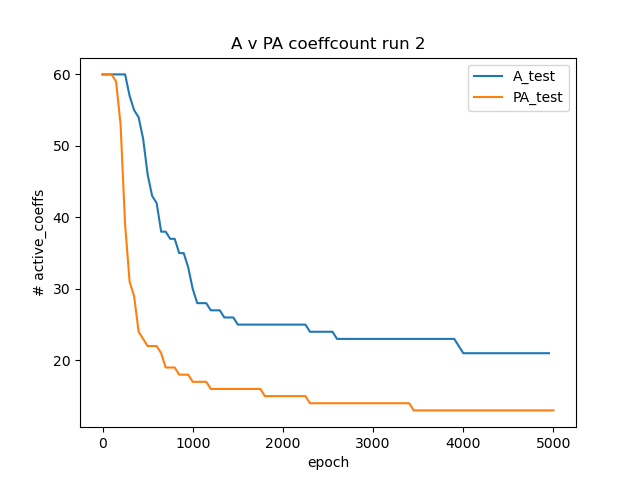 A v PA coeffcount run 2
A_test
PA_test
60
50
40
30
20
# active_coeffs
0 1000 2000 3000 4000 5000
epoch